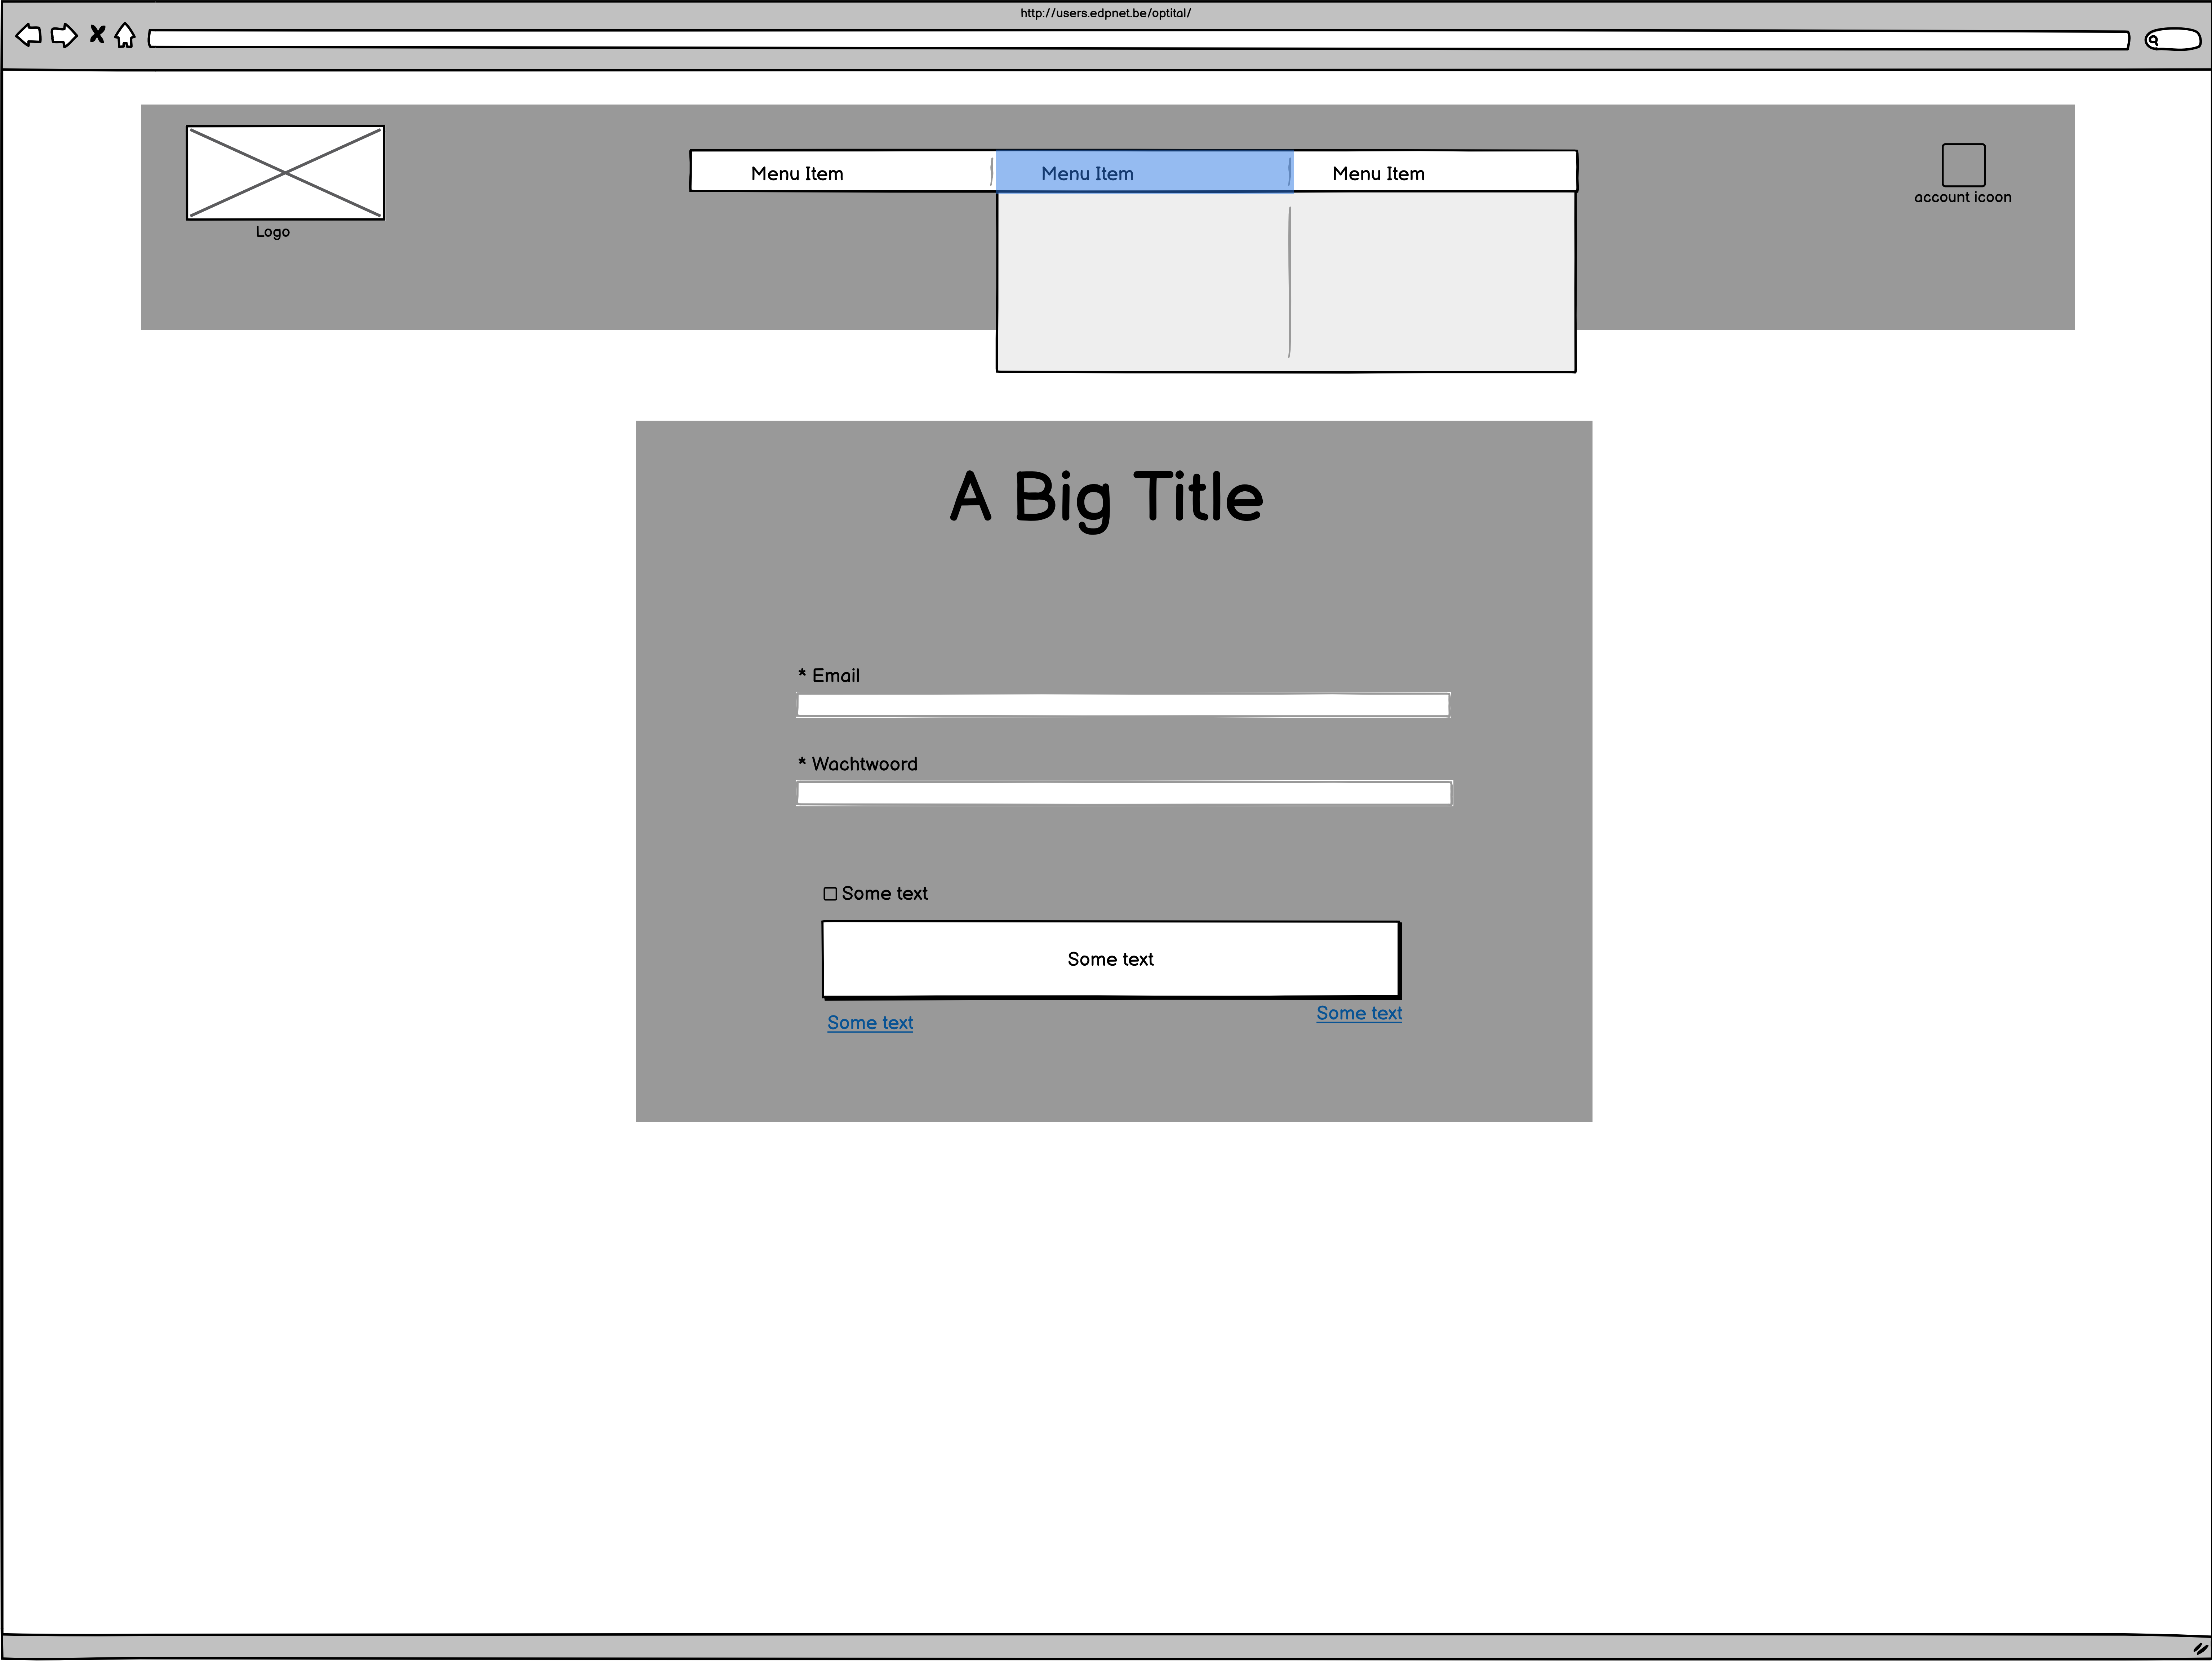 http://users.edpnet.be/optital/
Menu Item
Menu Item
Menu Item
account icoon
Logo
A Big Title
* Email
* Wachtwoord
Some text
Some text
Some text
Some text